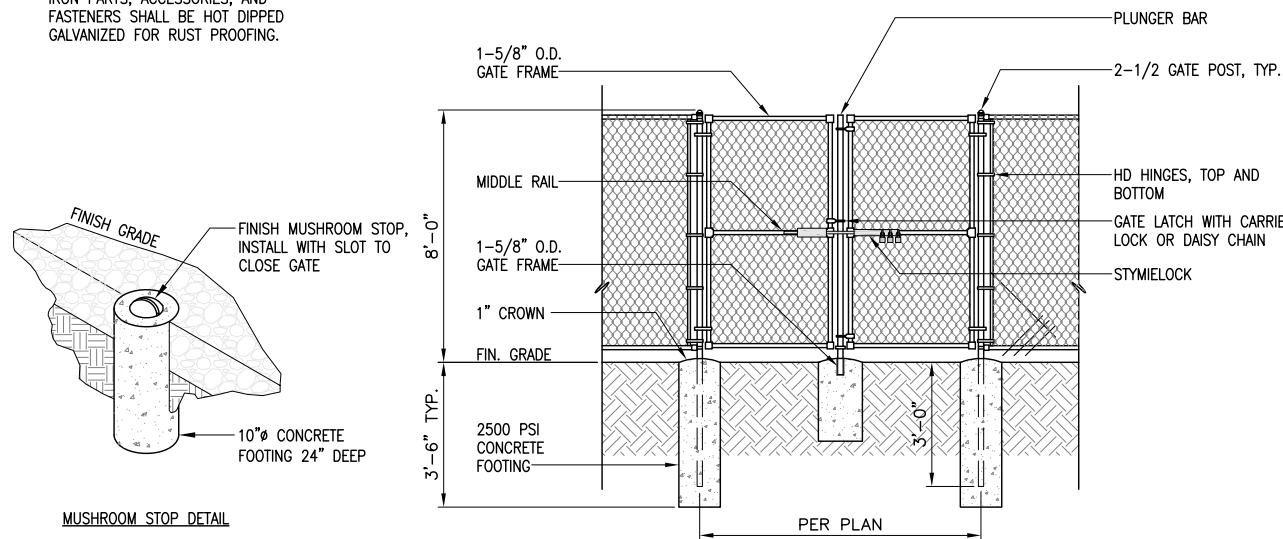 IRON PARTS, ACCESSORIES, AND
FASTENERS SHALL BE HOT DIPPED
GALVANIZED FOR RUST PROOFING.
FINISH GRADE
FINISH MUSHROOM STOP,
INSTALL WITH SLOT TO
CLOSE GATE
10"ø CONCRETE
FOOTING 24" DEEP
MUSHROOM STOP DETAIL
1-5/8" O.D.
GATE FRAME
8'-0"
MIDDLE RAIL
1-5/8" O.D.
GATE FRAME
1" CROWN
FIN. GRADE
3'-6" TYP.
2500 PSI
CONCRETE
FOOTING
3'-0"
PER PLAN
PLUNGER BAR
2-1/2 GATE POST, TYP.
HD HINGES, TOP AND
BOTTOM
GATE LATCH WITH CARRIE
LOCK OR DAISY CHAIN
STYMIELOCK